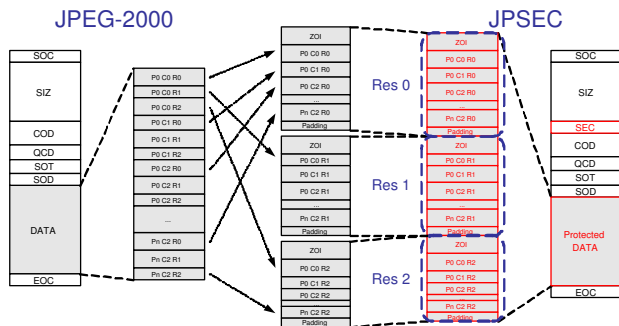 JPEG-2000
JPSEC
SOC
SIZ
COD
QCD
SOT
SOD
DATA
EOC
P0 C0 R0
P0 C0 R1
P0 C0 R2
P0 C1 R0
P0 C1 R1
P0 C1 R2
P0 C2 R0
P0 C2 R1
P0 C2 R2
...
Pn C2 R0
Pn C2 R1
Pn C2 R2
ZOI
P0 C0 R0
P0 C1 R0
P0 C2 R0
...
Pn C2 R0
Padding
ZOI
P0 C0 R1
P0 C1 R1
P0 C2 R1
...
Pn C2 R1
Padding
ZOI
P0 C0 R2
P0 C1 R2
P0 C2 R2
...
Pn C2 R2
Padding
Res 0
Res 1
Res 2
ZOI
P0 C0 R0
P0 C1 R0
P0 C2 R0
...
Pn C2 R0
Padding
ZOI
P0 C0 R1
P0 C1 R1
P0 C2 R1
...
Pn C2 R1
Padding
ZOI
P0 C0 R2
P0 C1 R2
P0 C2 R2
...
Pn C2 R2
Padding
SOC
SIZ
SEC
COD
QCD
SOT
SOD
Protected
DATA
EOC